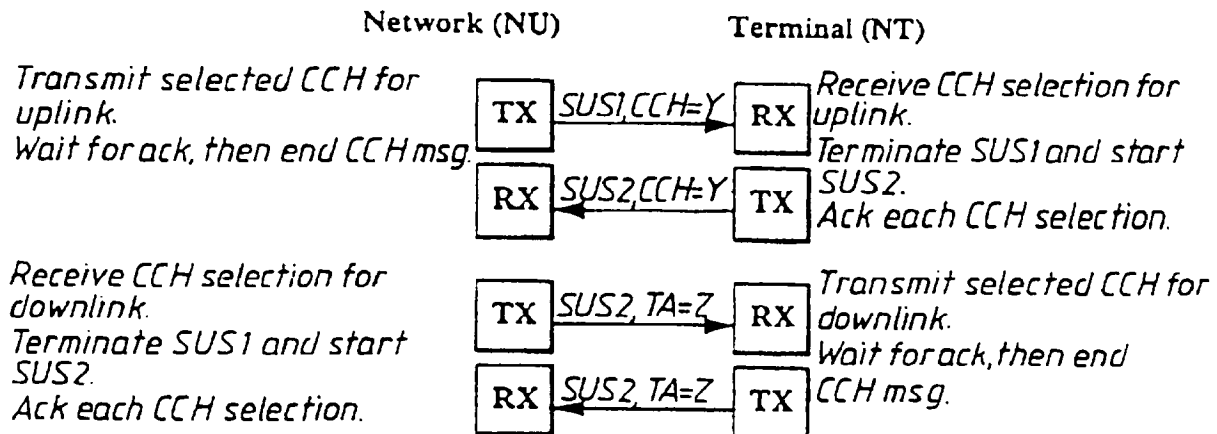 Network (NU)
Terminal (NT)
Transmit selected CCH for
uplink.
Wait for ack, then end CCH msg.
TX
SUS1,CCH=Y
RX
Receive CCH selection for
uplink.
Terminate SUS1 and start
SUS2.
Ack each CCH selection.
RX
SUS2,CCH=Y
TX
Receive CCH selection for
downlink.
Terminate SUS1 and start
SUS2.
Ack each CCH selection.
TX
SUS2, TA=Z
RX
Transmit selected CCH for
downlink.
Wait for ack, then end
CCH msg.
RX
SUS2, TA=Z
TX